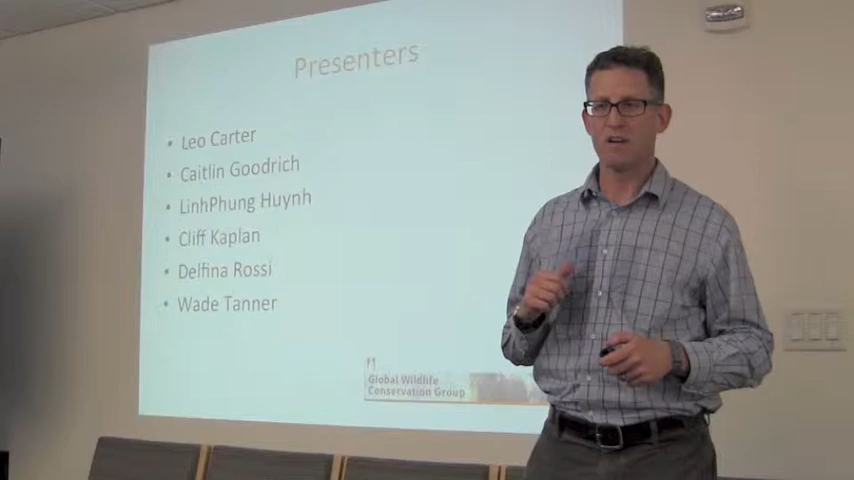 Presenters
• Leo Carter
• Caitlin Goodrich
• LinhPhung Huynh
• Cliff Kaplan
• Delfina Rossi
• Wade Tanner
Global Wildlife
Conservation Group